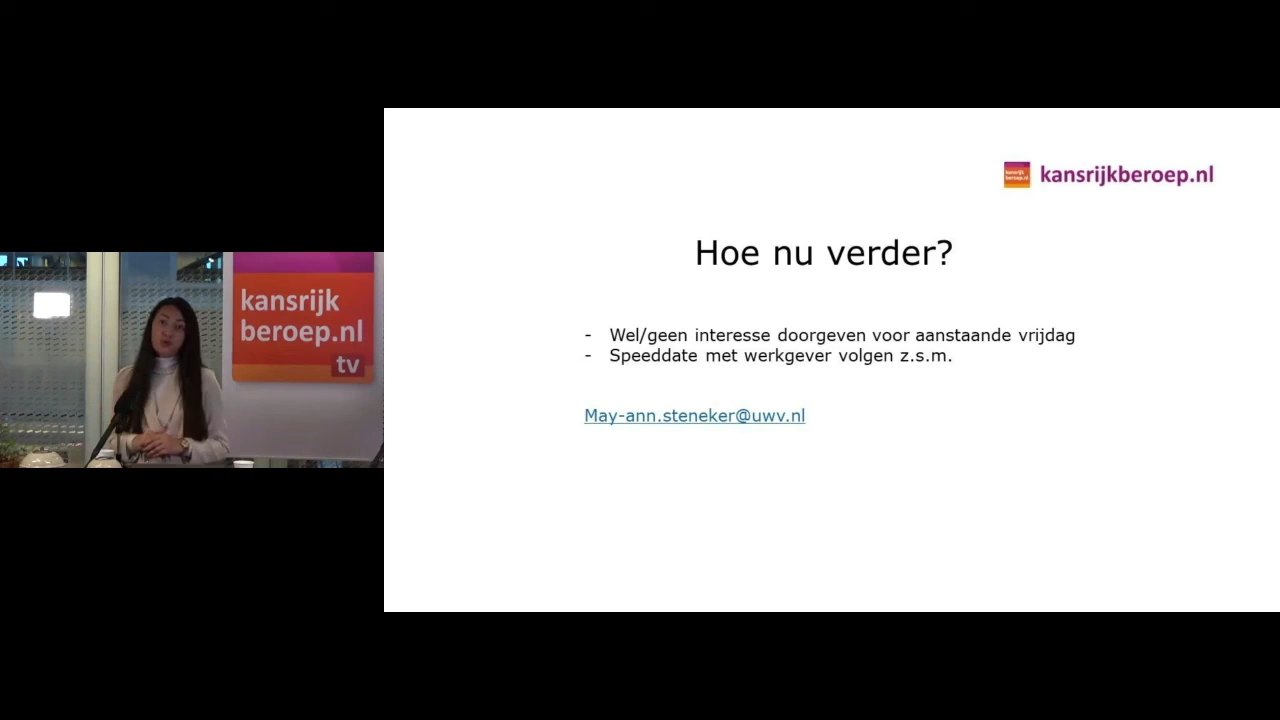 kansrijk
beroep.nl
tv
kansrijkberoep.nl
Hoe nu verder?
- Wel/geen interesse doorgeven voor aanstaande vrijdag
- Speeddate met werkgever volgen z.s.m.
May-ann.steneker@uwv.nl